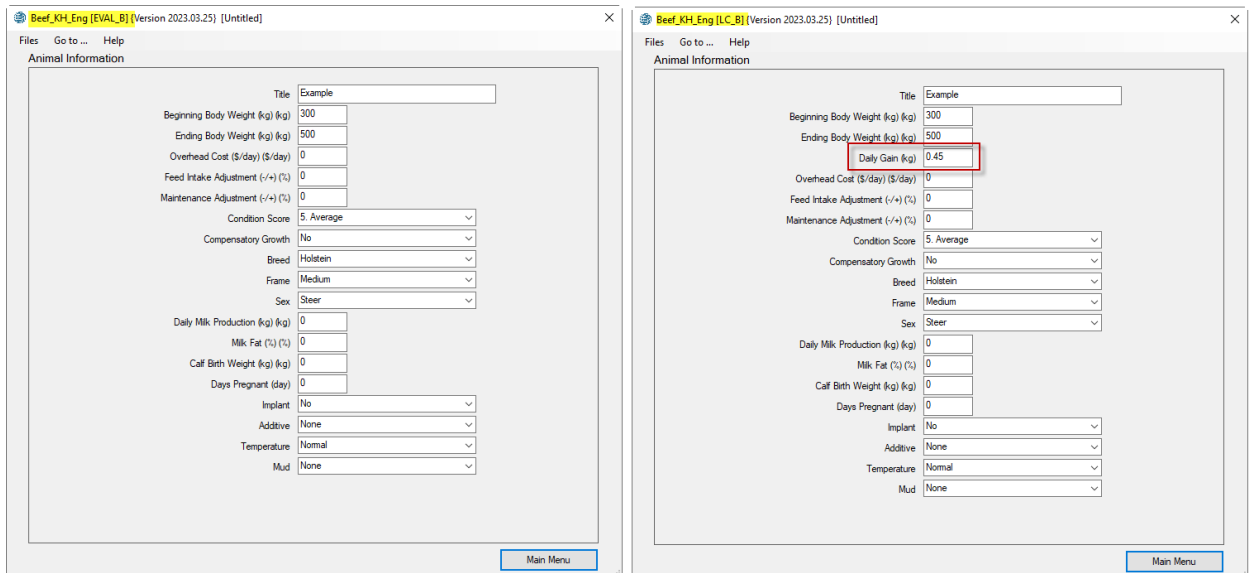 Beef_KH_Eng [EVAL_B] {Version 2023.03.25} [Untitled]
Files Go to ... Help
Animal Information
Title Example
Beginning Body Weight (kg) (kg) 300
Ending Body Weight (kg) (kg) 500
Overhead Cost ($/day) ($/day) 0
Feed Intake Adjustment (-/+) (%) 0
Maintenance Adjustment (-/+) (%) 0
Condition Score 5. Average
Compensatory Growth No
Breed Holstein
Frame Medium
Sex Steer
Daily Milk Production (kg) (kg) 0
Milk Fat (%) (%) 0
Calf Birth Weight (kg) (kg) 0
Days Pregnant (day) 0
Implant No
Additive None
Temperature Normal
Mud None
Main Menu
Beef_KH_Eng [LC_B] {Version 2023.03.25} [Untitled]
Files Go to ... Help
Animal Information
Title Example
Beginning Body Weight (kg) (kg) 300
Ending Body Weight (kg) (kg) 500
Daily Gain (kg) 0.45
Overhead Cost ($/day) ($/day) 0
Feed Intake Adjustment (-/+) (%) 0
Maintenance Adjustment (-/+) (%) 0
Condition Score 5. Average
Compensatory Growth No
Breed Holstein
Frame Medium
Sex Steer
Daily Milk Production (kg) (kg) 0
Milk Fat (%) (%) 0
Calf Birth Weight (kg) (kg) 0
Days Pregnant (day) 0
Implant No
Additive None
Temperature Normal
Mud None
Main Menu